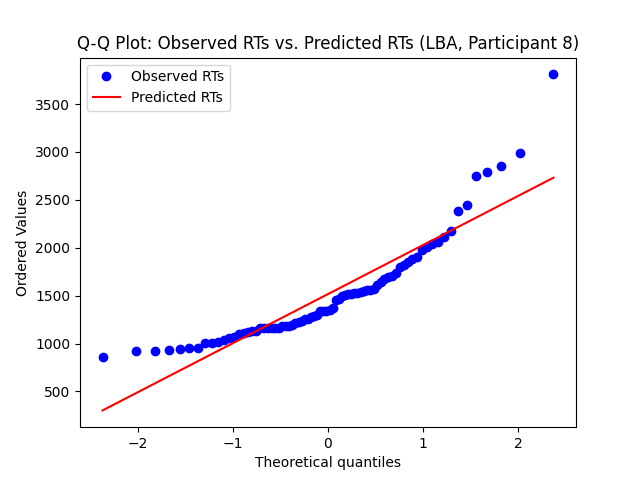 Q-Q Plot: Observed RTs vs. Predicted RTs (LBA, Participant 8)
Observed RTs
Predicted RTs
3500
3000
2500
2000
1500
1000
500
Ordered Values
−2
−1
0
1
2
Theoretical quantiles